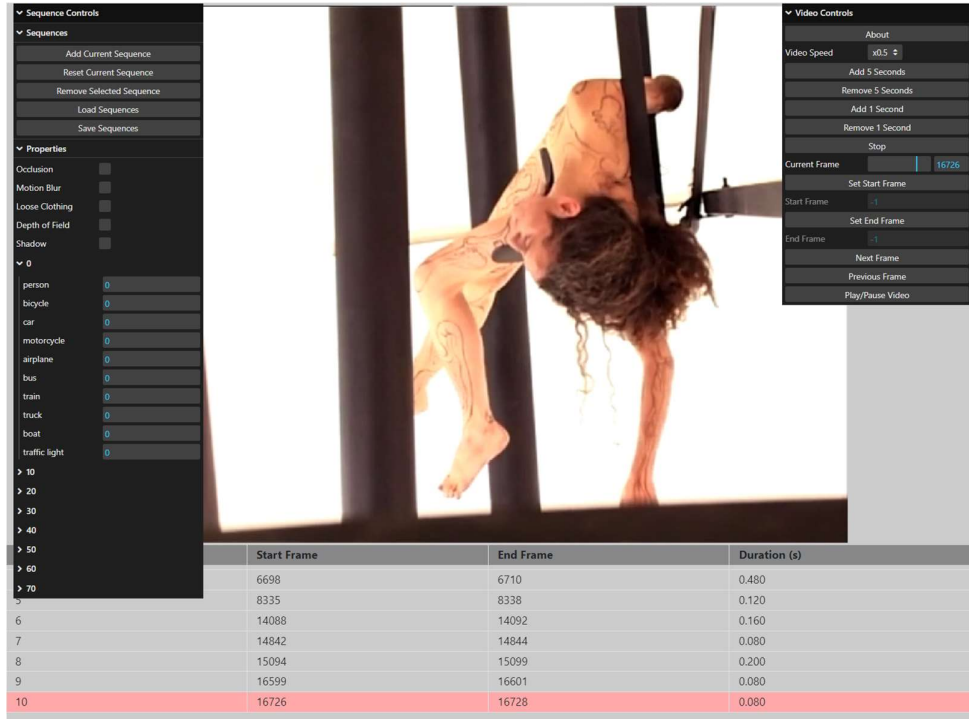 Sequence Controls
Sequences
Add Current Sequence
Reset Current Sequence
Remove Selected Sequence
Load Sequences
Save Sequences
Properties
Occlusion
Motion Blur
Loose Clothing
Depth of Field
Shadow
0
person 0
bicycle 0
car 0
motorcycle 0
airplane 0
bus 0
train 0
truck 0
boat 0
traffic light 0
10
20
30
40
50
60
70
Video Controls
About
Video Speed x0.5
Add 5 Seconds
Remove 5 Seconds
Add 1 Second
Remove 1 Second
Stop
Current Frame 16726
Set Start Frame
Start Frame -1
Set End Frame
End Frame -1
Next Frame
Previous Frame
Play/Pause Video
Start Frame End Frame Duration (s)
6698 6710 0.480
5 8335 8338 0.120
6 14088 14092 0.160
7 14842 14844 0.080
8 15094 15099 0.200
9 16599 16601 0.080
10 16726 16728 0.080